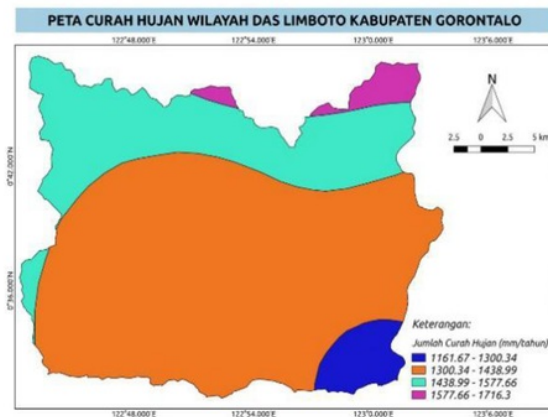 PETA CURAH HUJAN WILAYAH DAS LIMBOTO KABUPATEN GORONTALO
122°48.000'E 122°54.000'E 123°0.000'E 123°6.000'E
N
2.5 0 2.5 5 km
0°42.000'N
0°36.000'N
Keterangan:
Jumlah Curah Hujan (mm/tahun)
1161.67 - 1300.34
1300.34 - 1438.99
1438.99 - 1577.66
1577.66 - 1716.3
122°48.000'E 122°54.000'E 123°0.000'E 123°6.000'E